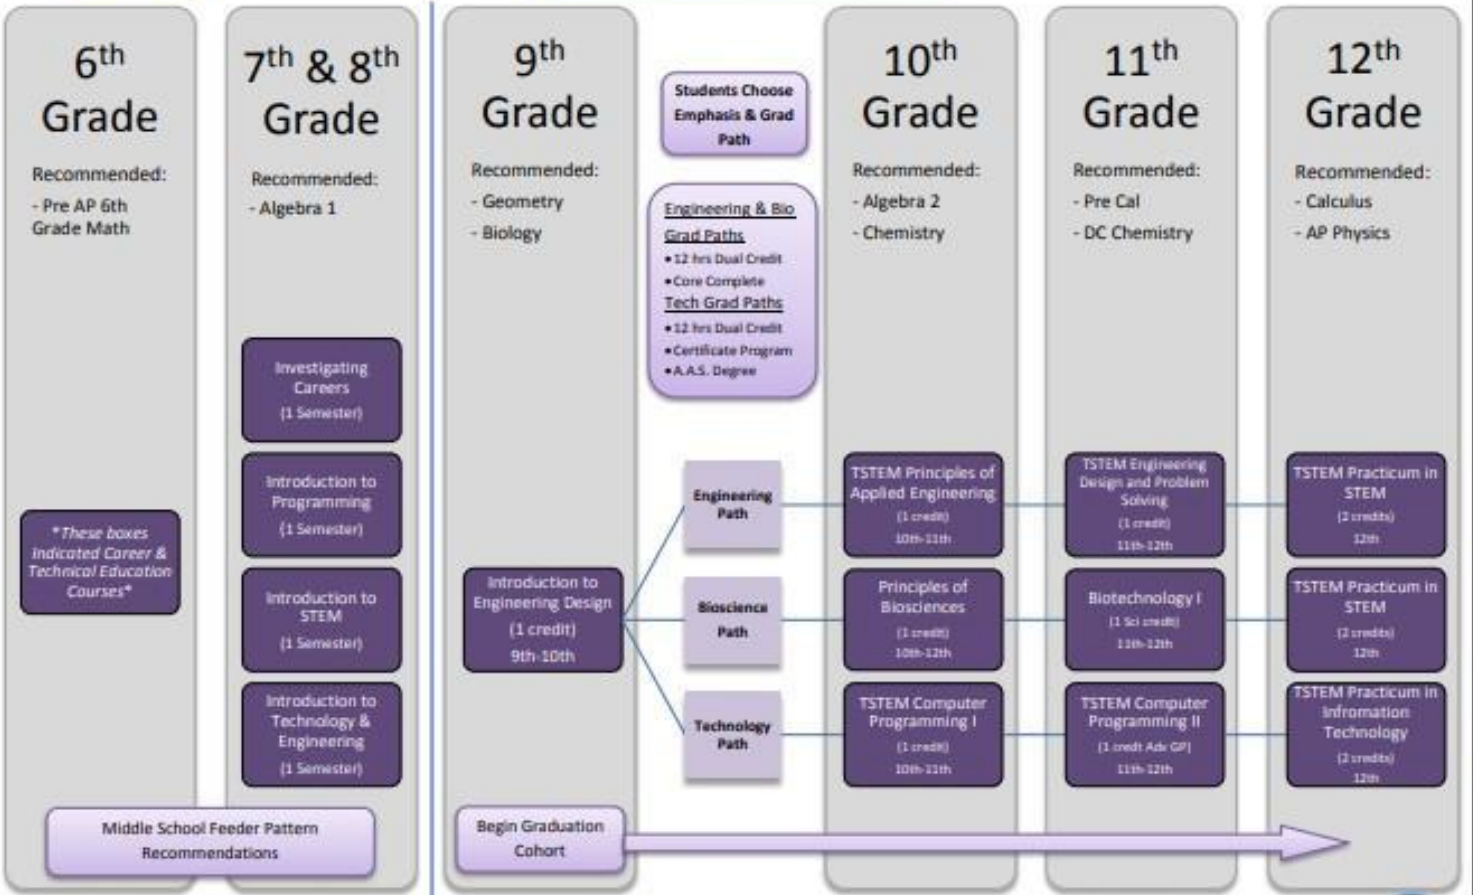 6th
Grade
Recommended:
- Pre AP 6th
Grade Math
*These boxes
Indicated Career &
Technical Education
Courses*
7th & 8th
Grade
Recommended:
- Algebra 1
Investigating
Careers
(1 Semester)
Introduction to
Programming
(1 Semester)
Introduction to
STEM
(1 Semester)
Introduction to
Technology &
Engineering
(1 Semester)
Middle School Feeder Pattern
Recommendations
9th
Grade
Recommended:
- Geometry
- Biology
Introduction to
Engineering Design
(1 credit)
9th-10th
Begin Graduation
Cohort
Students Choose
Emphasis & Grad
Path
Engineering & Bio
Grad Paths
•12 hrs Dual Credit
•Core Complete
Tech Grad Paths
•12 hrs Dual Credit
•Certificate Program
•A.A.S. Degree
Engineering
Path
Bioscience
Path
Technology
Path
10th
Grade
Recommended:
- Algebra 2
- Chemistry
TSTEM Principles of
Applied Engineering
(1 credit)
10th-11th
Principles of
Biosciences
(1 credit)
10th-12th
TSTEM Computer
Programming I
(1 credit)
10th-11th
11th
Grade
Recommended:
- Pre Cal
- DC Chemistry
TSTEM Engineering
Design and Problem
Solving
(1 credit)
11th-12th
Biotechnology I
(1 Sci credit)
11th-12th
TSTEM Computer
Programming II
(1 credt Adv GP)
11th-12th
12th
Grade
Recommended:
- Calculus
- AP Physics
TSTEM Practicum in
STEM
(2 credits)
12th
TSTEM Practicum in
STEM
(2 credits)
12th
TSTEM Practicum in
Infromation
Technology
(2 credits)
12th